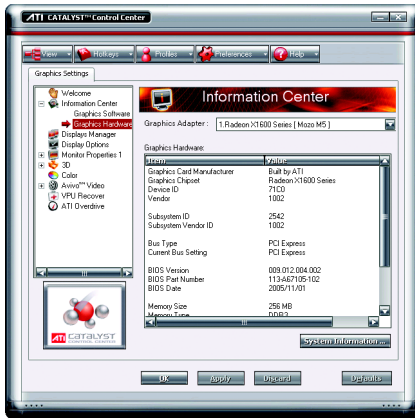 ATI CATALYST™ Control Center
View Hotkeys Profiles Preferences Help
Graphics Settings
Welcome
Information Center
Graphics Software
Graphics Hardware
Displays Manager
Display Options
Monitor Properties 1
3D
Color
Avivo™ Video
VPU Recover
ATI Overdrive
ATI CATALYST
CONTROL CENTER
Information Center
Graphics Adapter : 1.Radeon X1600 Series [ Mozo M5 ]
Graphics Hardware:
Item Value
Graphics Card Manufacturer Built by ATI
Graphics Chipset Radeon X1600 Series
Device ID 71C0
Vendor 1002
Subsystem ID 2542
Subsystem Vendor ID 1002
Bus Type PCI Express
Current Bus Setting PCI Express
BIOS Version 009.012.004.002
BIOS Part Number 113-A67105-102
BIOS Date 2005/11/01
Memory Size 256 MB
Memory Type DDR3
System Information ...
OK Apply Discard Defaults